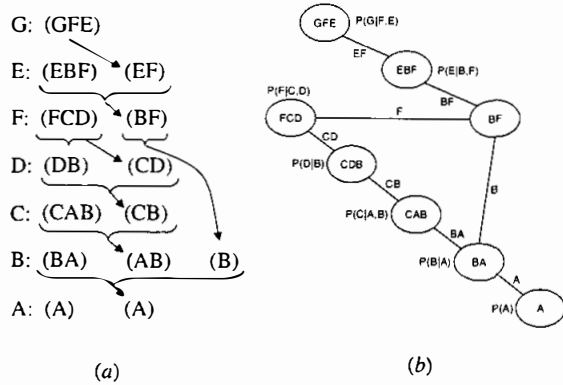 G: (GFE)
E: (EBF) (EF)
F: (FCD) (BF)
D: (DB) (CD)
C: (CAB) (CB)
B: (BA) (AB) (B)
A: (A) (A)
(a)
GFE P(G|F,E)
EF
EBF P(E|B,F)
BF
P(F|C,D)
FCD F BF
CD
P(D|B) CDB
CB
B
P(C|A,B) CAB
BA
P(B|A) BA
A
P(A) A
(b)